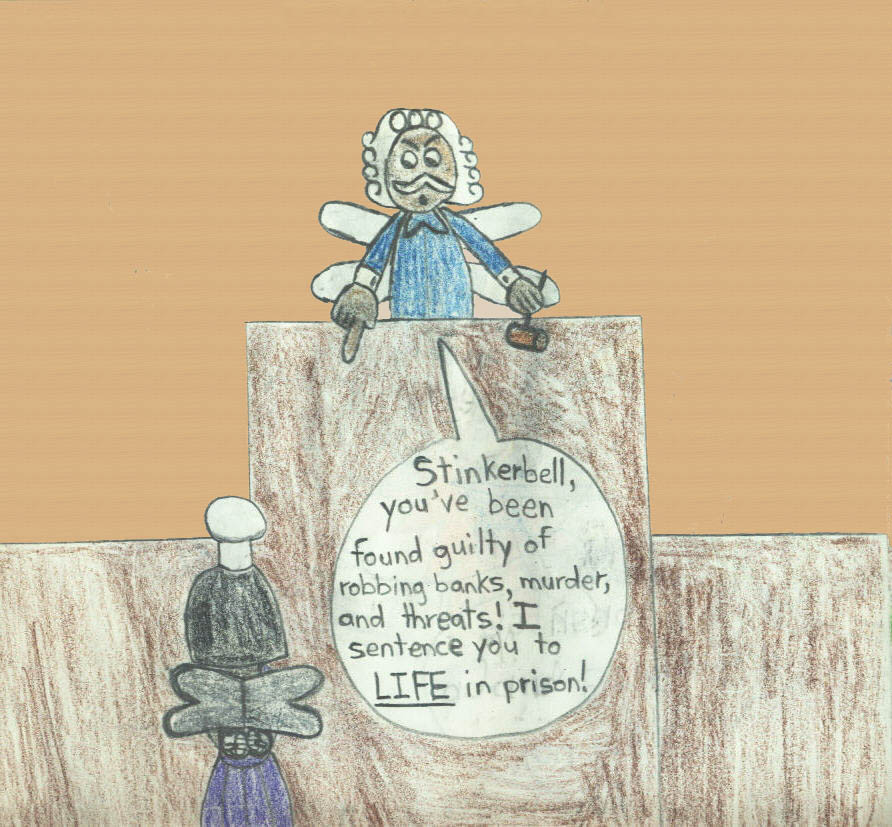 Stinkerbell,
you've been
found guilty of
robbing banks, murder,
and threats! I
sentence you to
LIFE in prison!